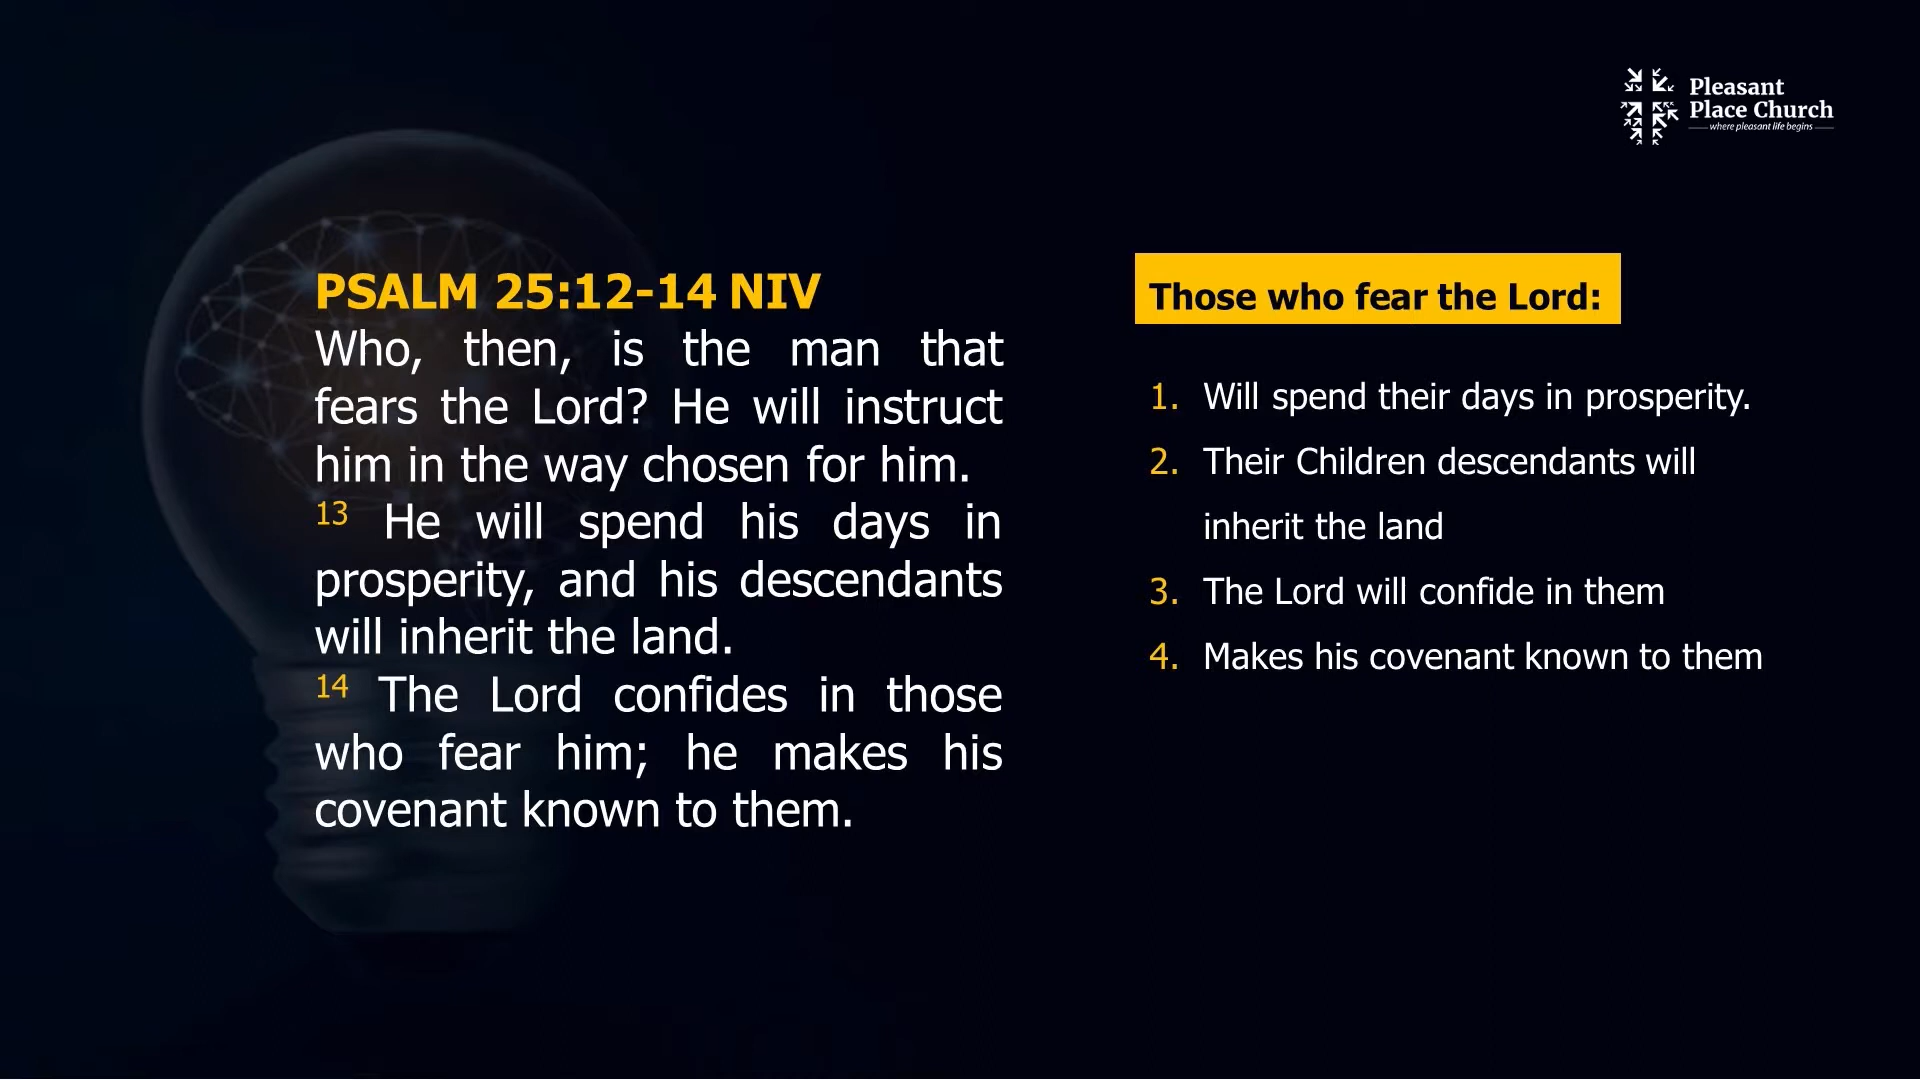 Pleasant
Place Church
where pleasant life begins
PSALM 25:12-14 NIV
Who, then, is the man that
fears the Lord? He will instruct
him in the way chosen for him.
13 He will spend his days in
prosperity, and his descendants
will inherit the land.
14 The Lord confides in those
who fear him; he makes his
covenant known to them.
Those who fear the Lord:
1. Will spend their days in prosperity.
2. Their Children descendants will
inherit the land
3. The Lord will confide in them
4. Makes his covenant known to them